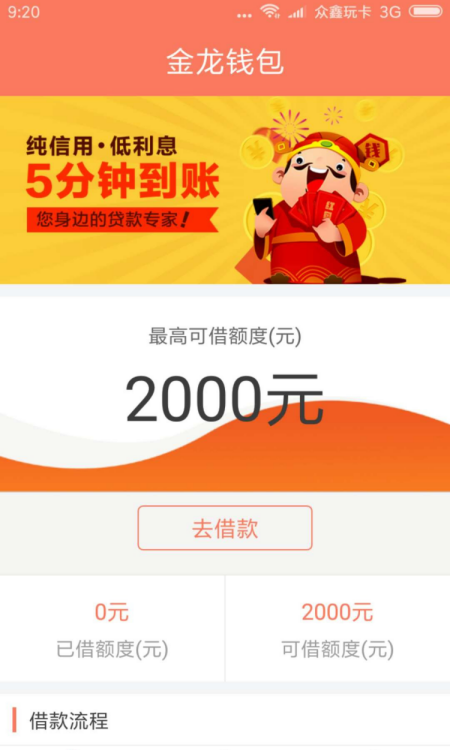 9:20 ... 众鑫玩卡 3G
金龙钱包
纯信用·低利息
5分钟到账
您身边的贷款专家!
钱
最高可借额度(元)
2000元
去借款
0元 2000元
已借额度(元) 可借额度(元)
借款流程